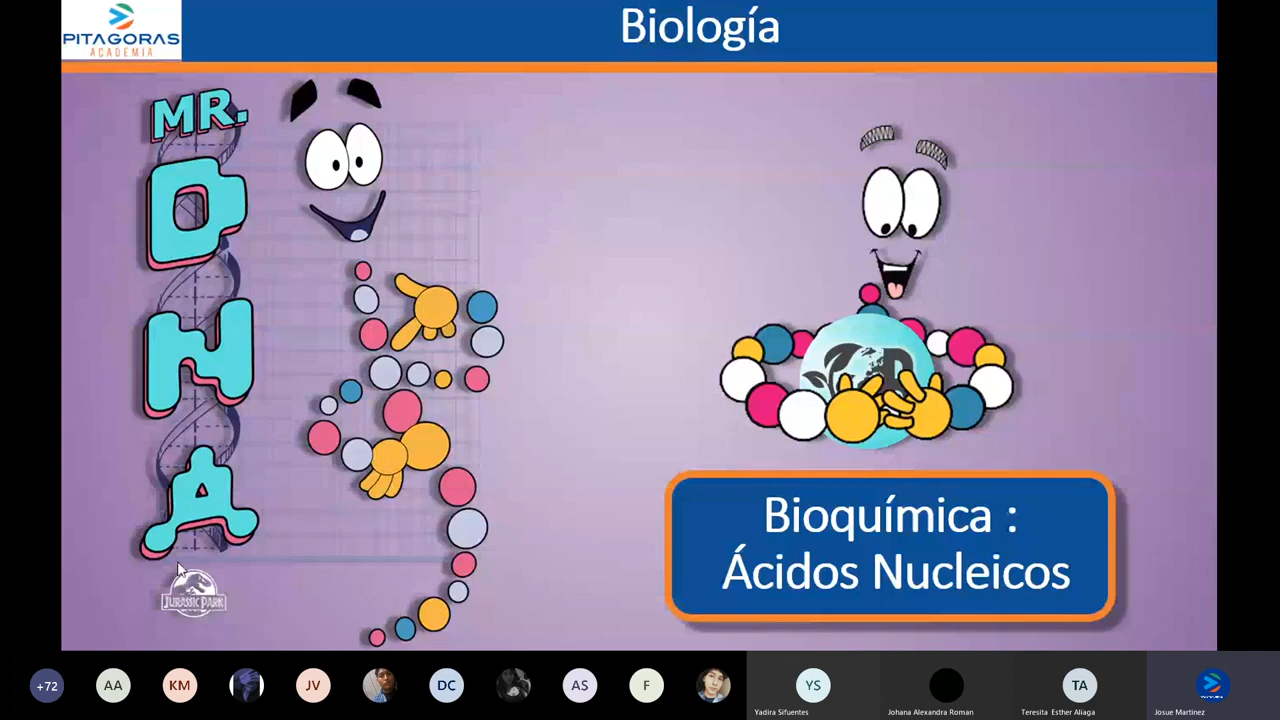 PITAGORAS
ACADEMIA
Biología
MR.
DNA
JURASSIC PARK
Bioquímica :
Ácidos Nucleicos
+72
AA
KM
JV
DC
AS
F
YS
TA
Yadira Sifuentes
Johana Alexandra Roman
Teresita Esther Aliaga
Josue Martinez